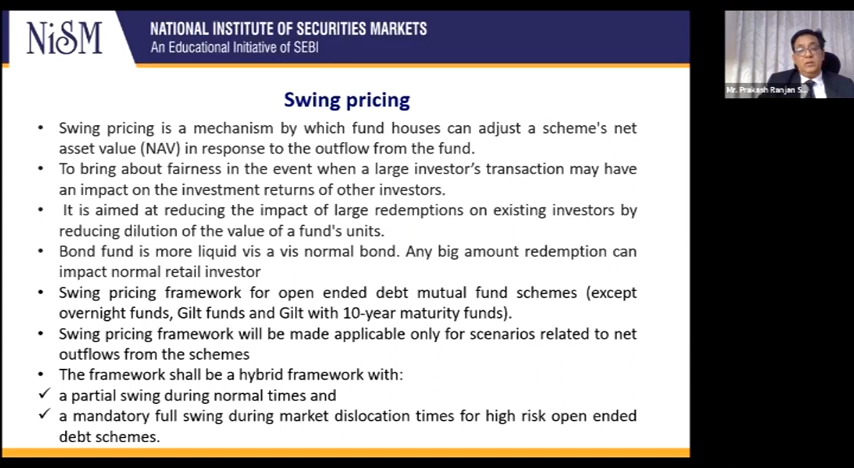 NiSM
NATIONAL INSTITUTE OF SECURITIES MARKETS
An Educational Initiative of SEBI
Mr. Prakash Ranjan S...
Swing pricing
• Swing pricing is a mechanism by which fund houses can adjust a scheme's net
asset value (NAV) in response to the outflow from the fund.
• To bring about fairness in the event when a large investor's transaction may have
an impact on the investment returns of other investors.
• It is aimed at reducing the impact of large redemptions on existing investors by
reducing dilution of the value of a fund's units.
• Bond fund is more liquid vis a vis normal bond. Any big amount redemption can
impact normal retail investor
• Swing pricing framework for open ended debt mutual fund schemes (except
overnight funds, Gilt funds and Gilt with 10-year maturity funds).
• Swing pricing framework will be made applicable only for scenarios related to net
outflows from the schemes
• The framework shall be a hybrid framework with:
✓ a partial swing during normal times and
✓ a mandatory full swing during market dislocation times for high risk open ended
debt schemes.